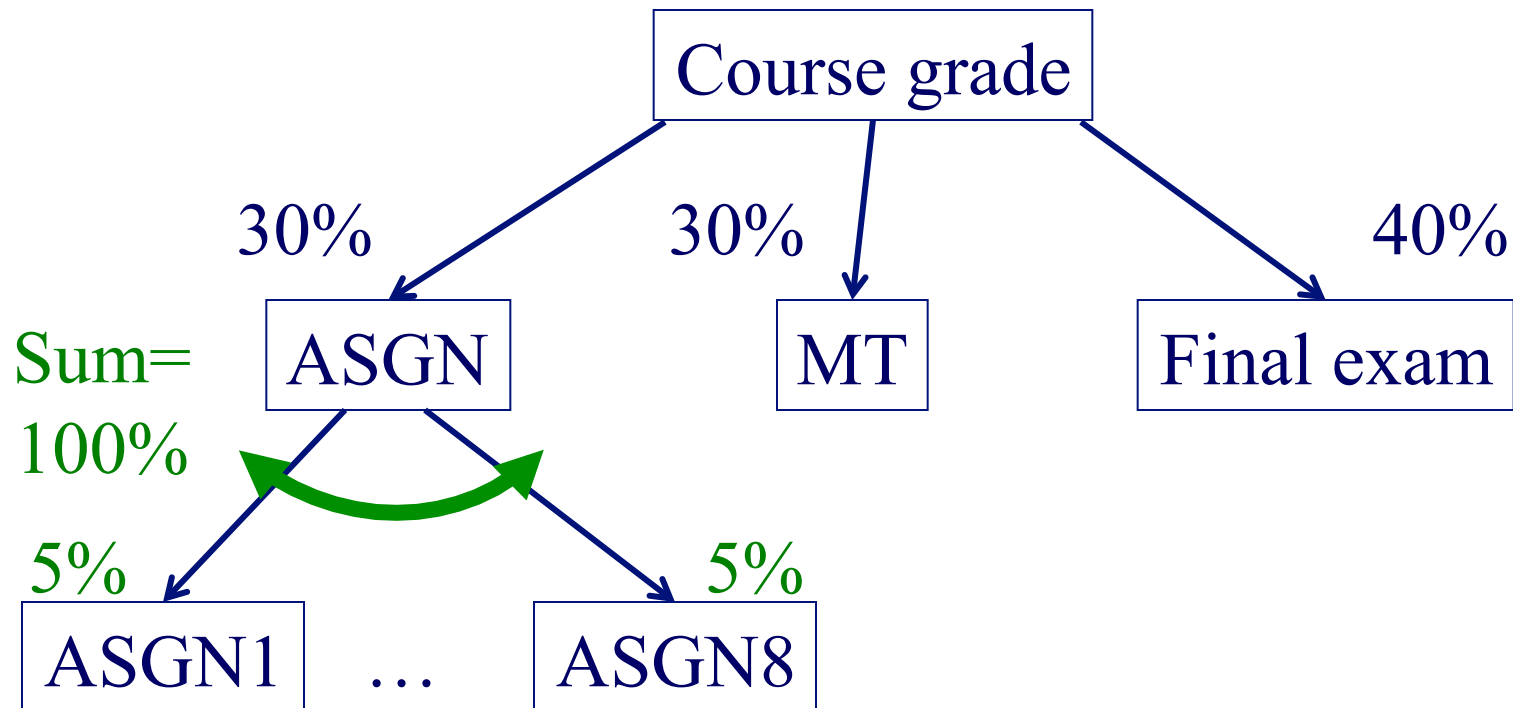 Course grade
30%
30%
40%
Sum=
100%
ASGN
MT
Final exam
5%
5%
ASGN1
…
ASGN8